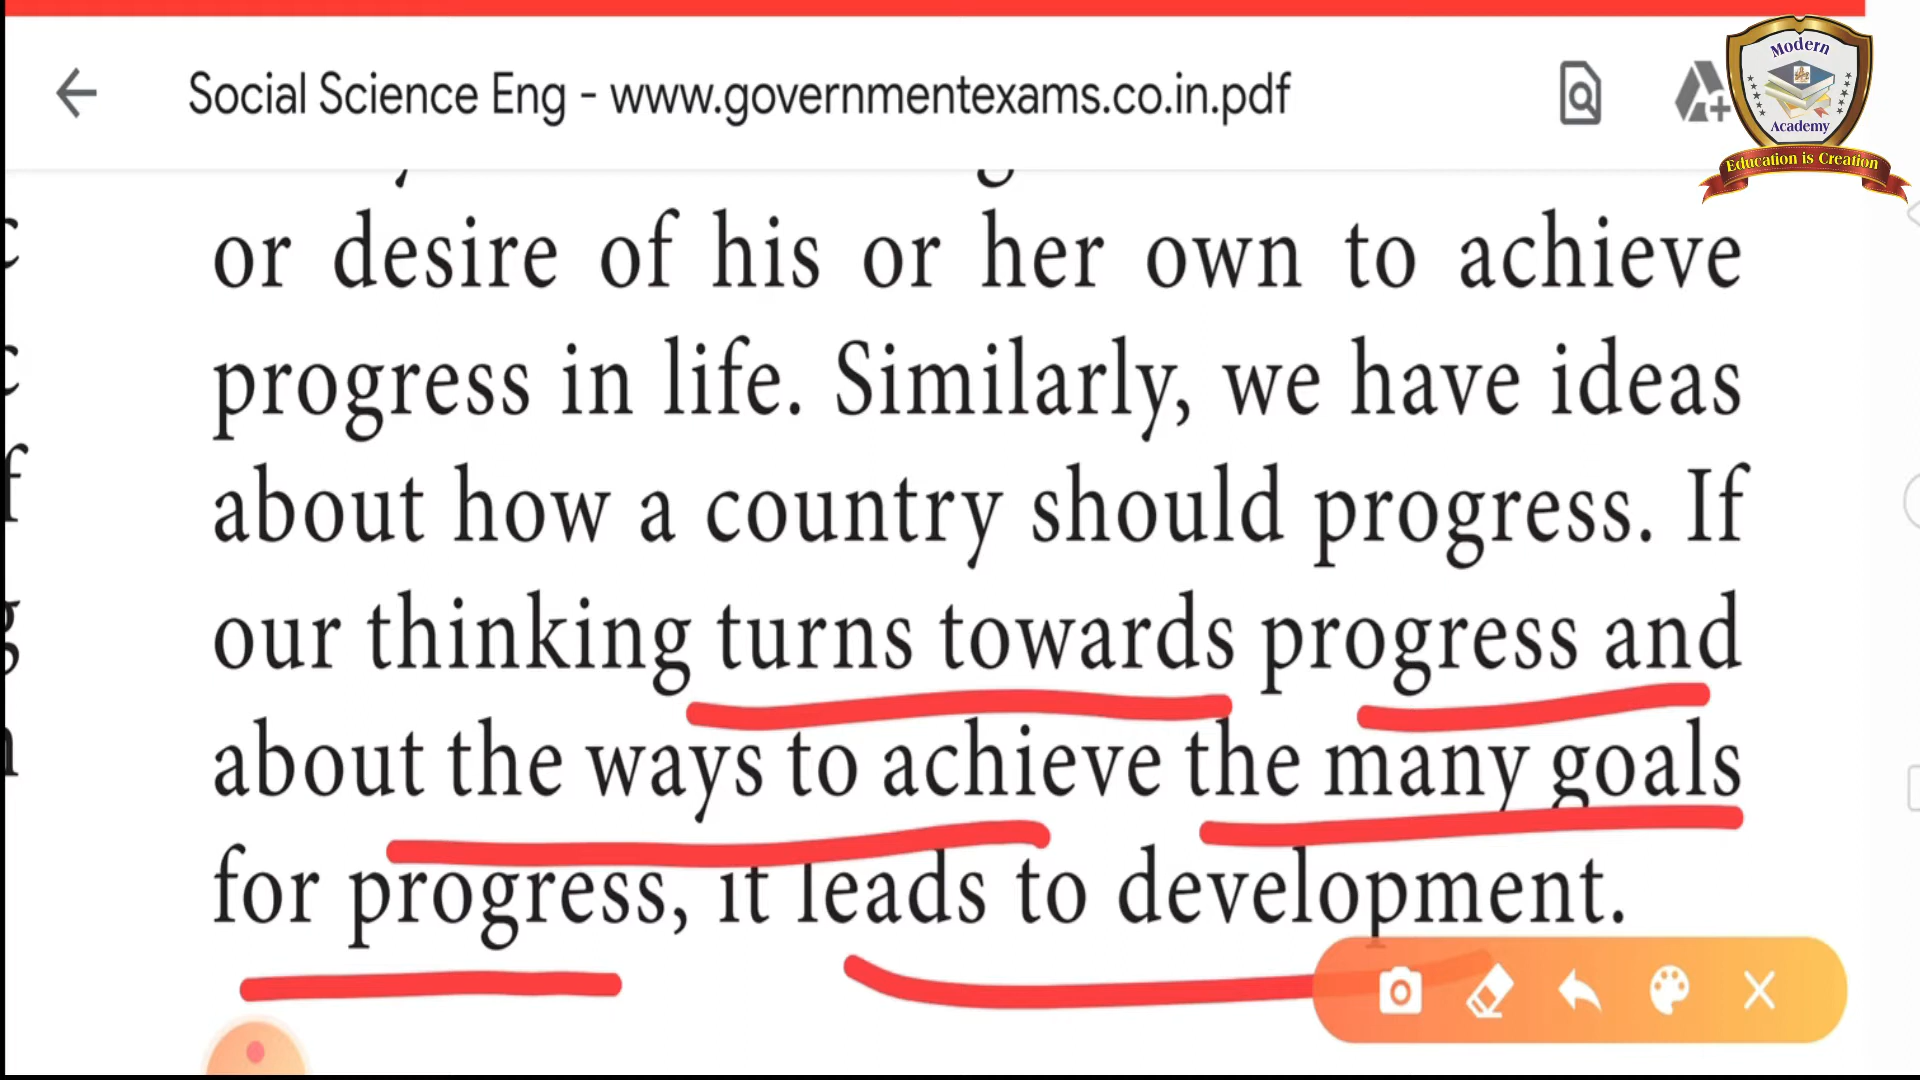 Social Science Eng - www.governmentexams.co.in.pdf
Modern
Academy
Education is Creation
or desire of his or her own to achieve
progress in life. Similarly, we have ideas
about how a country should progress. If
our thinking turns towards progress and
about the ways to achieve the many goals
for progress, it leads to development.